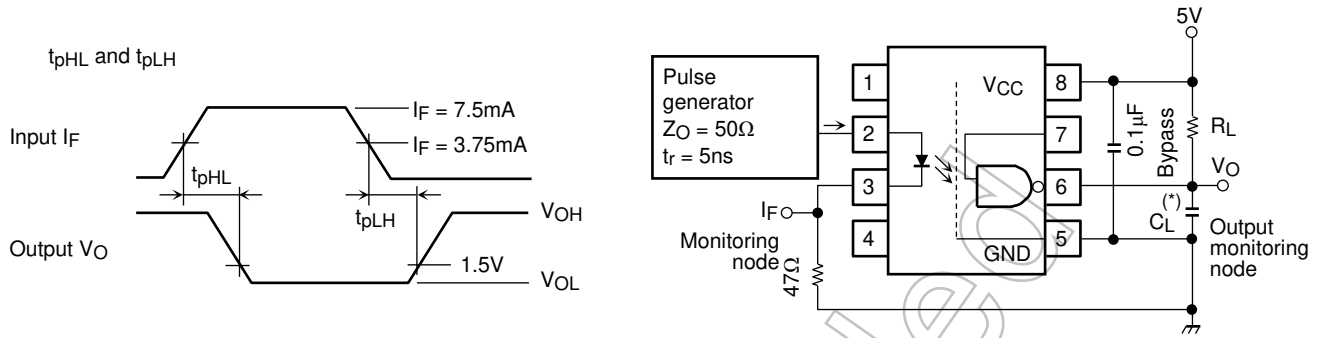 tpHL and tpLH
Input IF
IF = 7.5mA
IF = 3.75mA
tpHL
tpLH
VOH
Output VO
1.5V
VOL
5V
Pulse
generator
ZO = 50Ω
tr = 5ns
1
2
3
4
VCC
8
7
6
5
GND
0.1μF
Bypass
RL
VO
(*)
CL
Output
monitoring
node
IF
Monitoring
node
47Ω